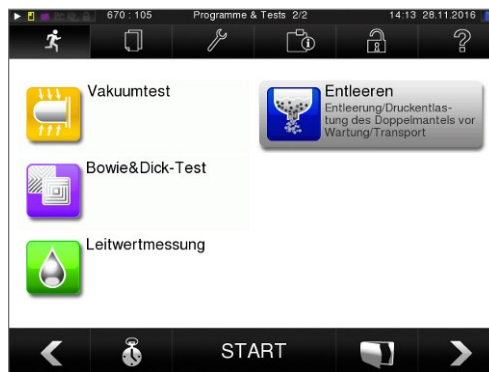 670 : 105 Programme & Tests 2/2 14:13 28.11.2016
Vakuumtest
Bowie&Dick-Test
Leitwertmessung
Entleeren
Entleerung/Druckentlas-
tung des Doppelmantels vor
Wartung/Transport
START